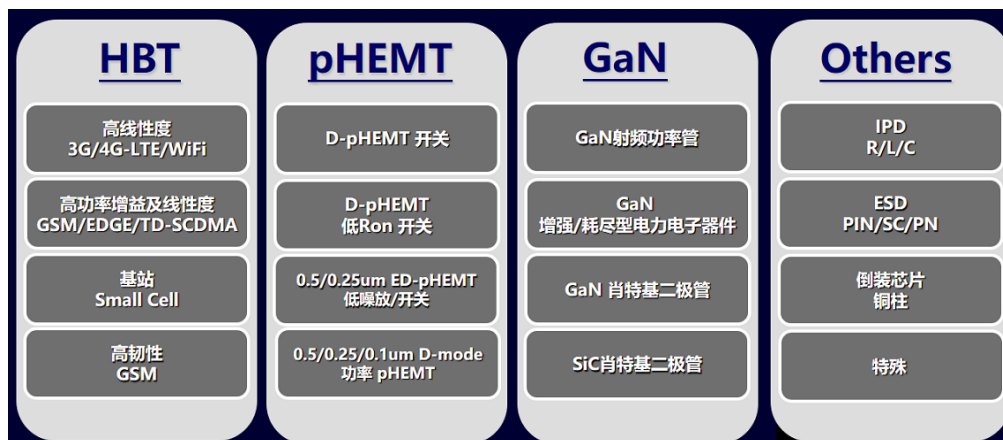 HBT
高线性度
3G/4G-LTE/WiFi
高功率增益及线性度
GSM/EDGE/TD-SCDMA
基站
Small Cell
高韧性
GSM
pHEMT
D-pHEMT 开关
D-pHEMT
低Ron 开关
0.5/0.25um ED-pHEMT
低噪放/开关
0.5/0.25/0.1um D-mode
功率 pHEMT
GaN
GaN射频功率管
GaN
增强/耗尽型电力电子器件
GaN 肖特基二极管
SiC肖特基二极管
Others
IPD
R/L/C
ESD
PIN/SC/PN
倒装芯片
铜柱
特殊